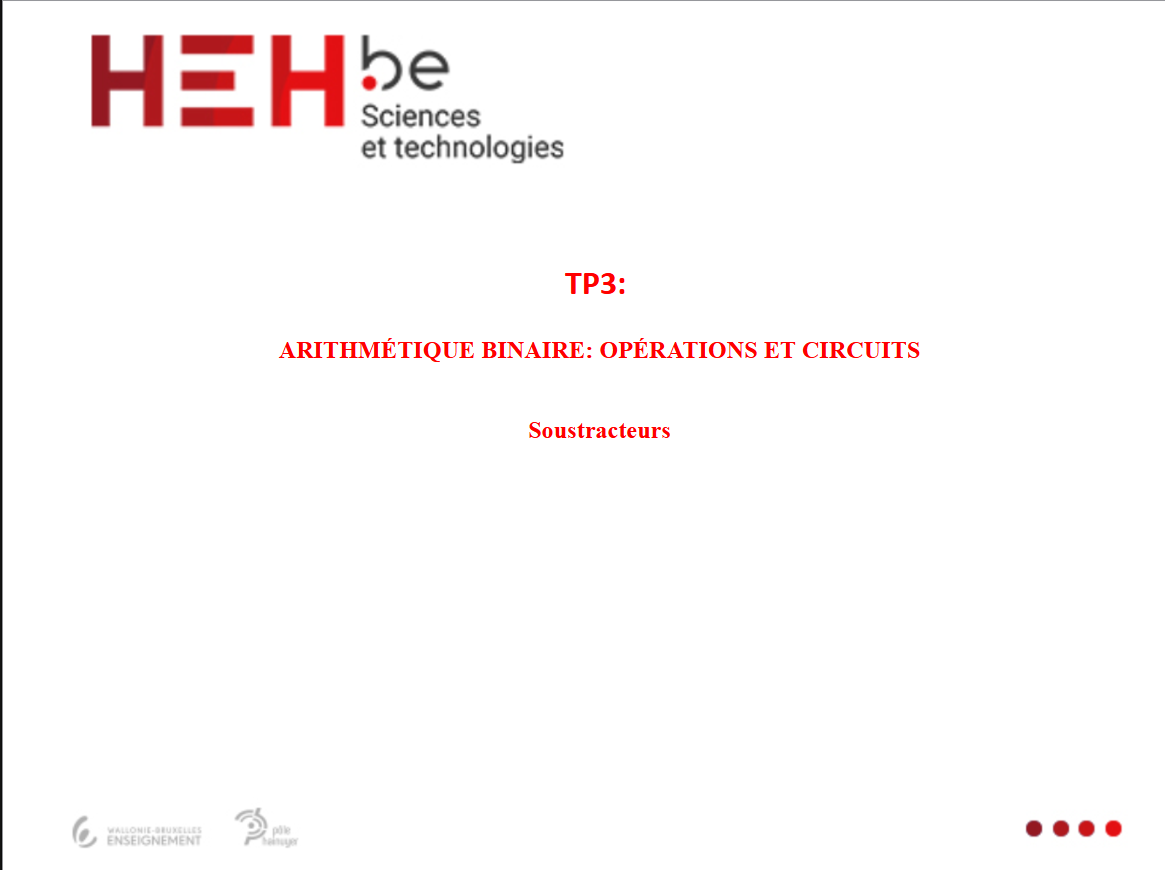 HEH.be
Sciences
et technologies
TP3:
ARITHMÉTIQUE BINAIRE: OPÉRATIONS ET CIRCUITS
Soustracteurs
WALLONIE-BRUXELLES
ENSEIGNEMENT
pôle
hainuyer